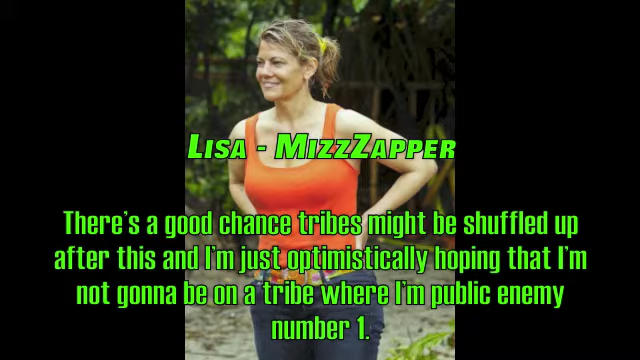 Lisa - MizzZapper
There's a good chance tribes might be shuffled up
after this and I'm just optimistically hoping that I'm
not gonna be on a tribe where I'm public enemy
number 1.